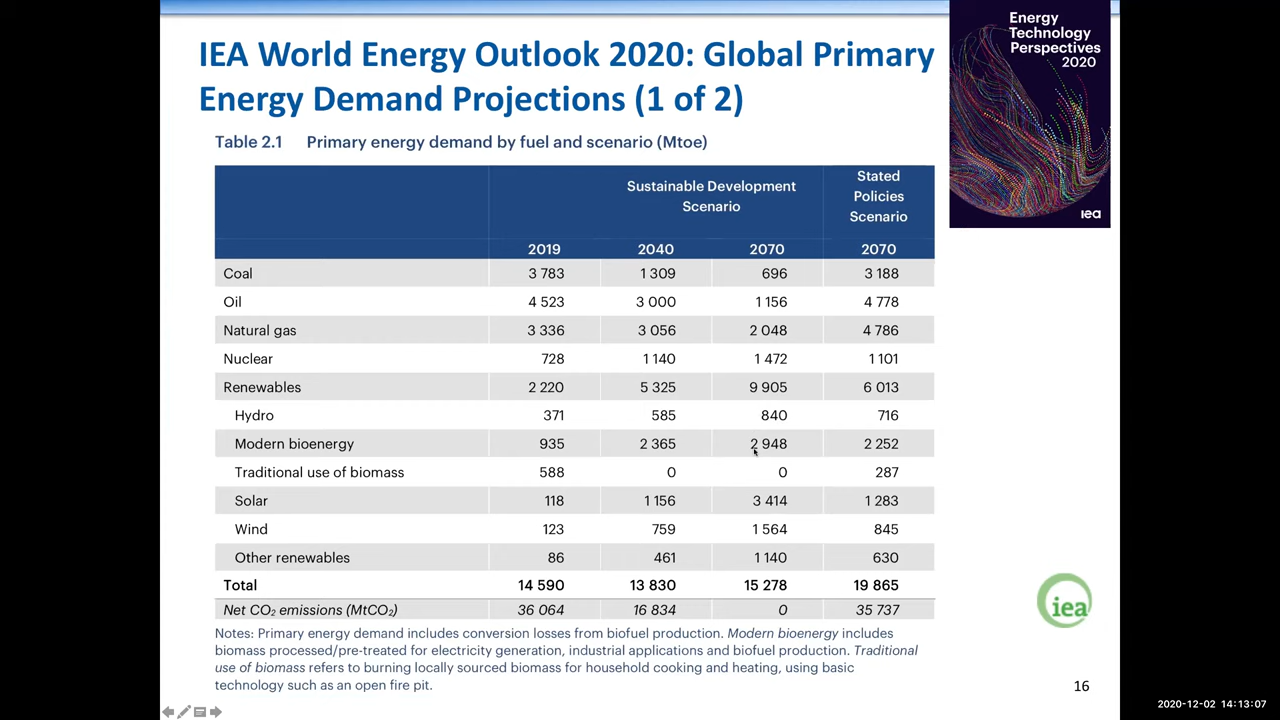 IEA World Energy Outlook 2020: Global Primary
Energy Demand Projections (1 of 2)
Energy
Technology
Perspectives
2020
iea
Table 2.1 Primary energy demand by fuel and scenario (Mtoe)
Sustainable Development
Scenario
Stated
Policies
Scenario
2019 2040 2070 2070
Coal 3 783 1 309 696 3 188
Oil 4 523 3 000 1 156 4 778
Natural gas 3 336 3 056 2 048 4 786
Nuclear 728 1 140 1 472 1 101
Renewables 2 220 5 325 9 905 6 013
Hydro 371 585 840 716
Modern bioenergy 935 2 365 2 948 2 252
Traditional use of biomass 588 0 0 287
Solar 118 1 156 3 414 1 283
Wind 123 759 1 564 845
Other renewables 86 461 1 140 630
Total 14 590 13 830 15 278 19 865
Net CO₂ emissions (MtCO₂) 36 064 16 834 0 35 737
Notes: Primary energy demand includes conversion losses from biofuel production. Modern bioenergy includes
biomass processed/pre-treated for electricity generation, industrial applications and biofuel production. Traditional
use of biomass refers to burning locally sourced biomass for household cooking and heating, using basic
technology such as an open fire pit.
iea
16
2020-12-02 14:13:07